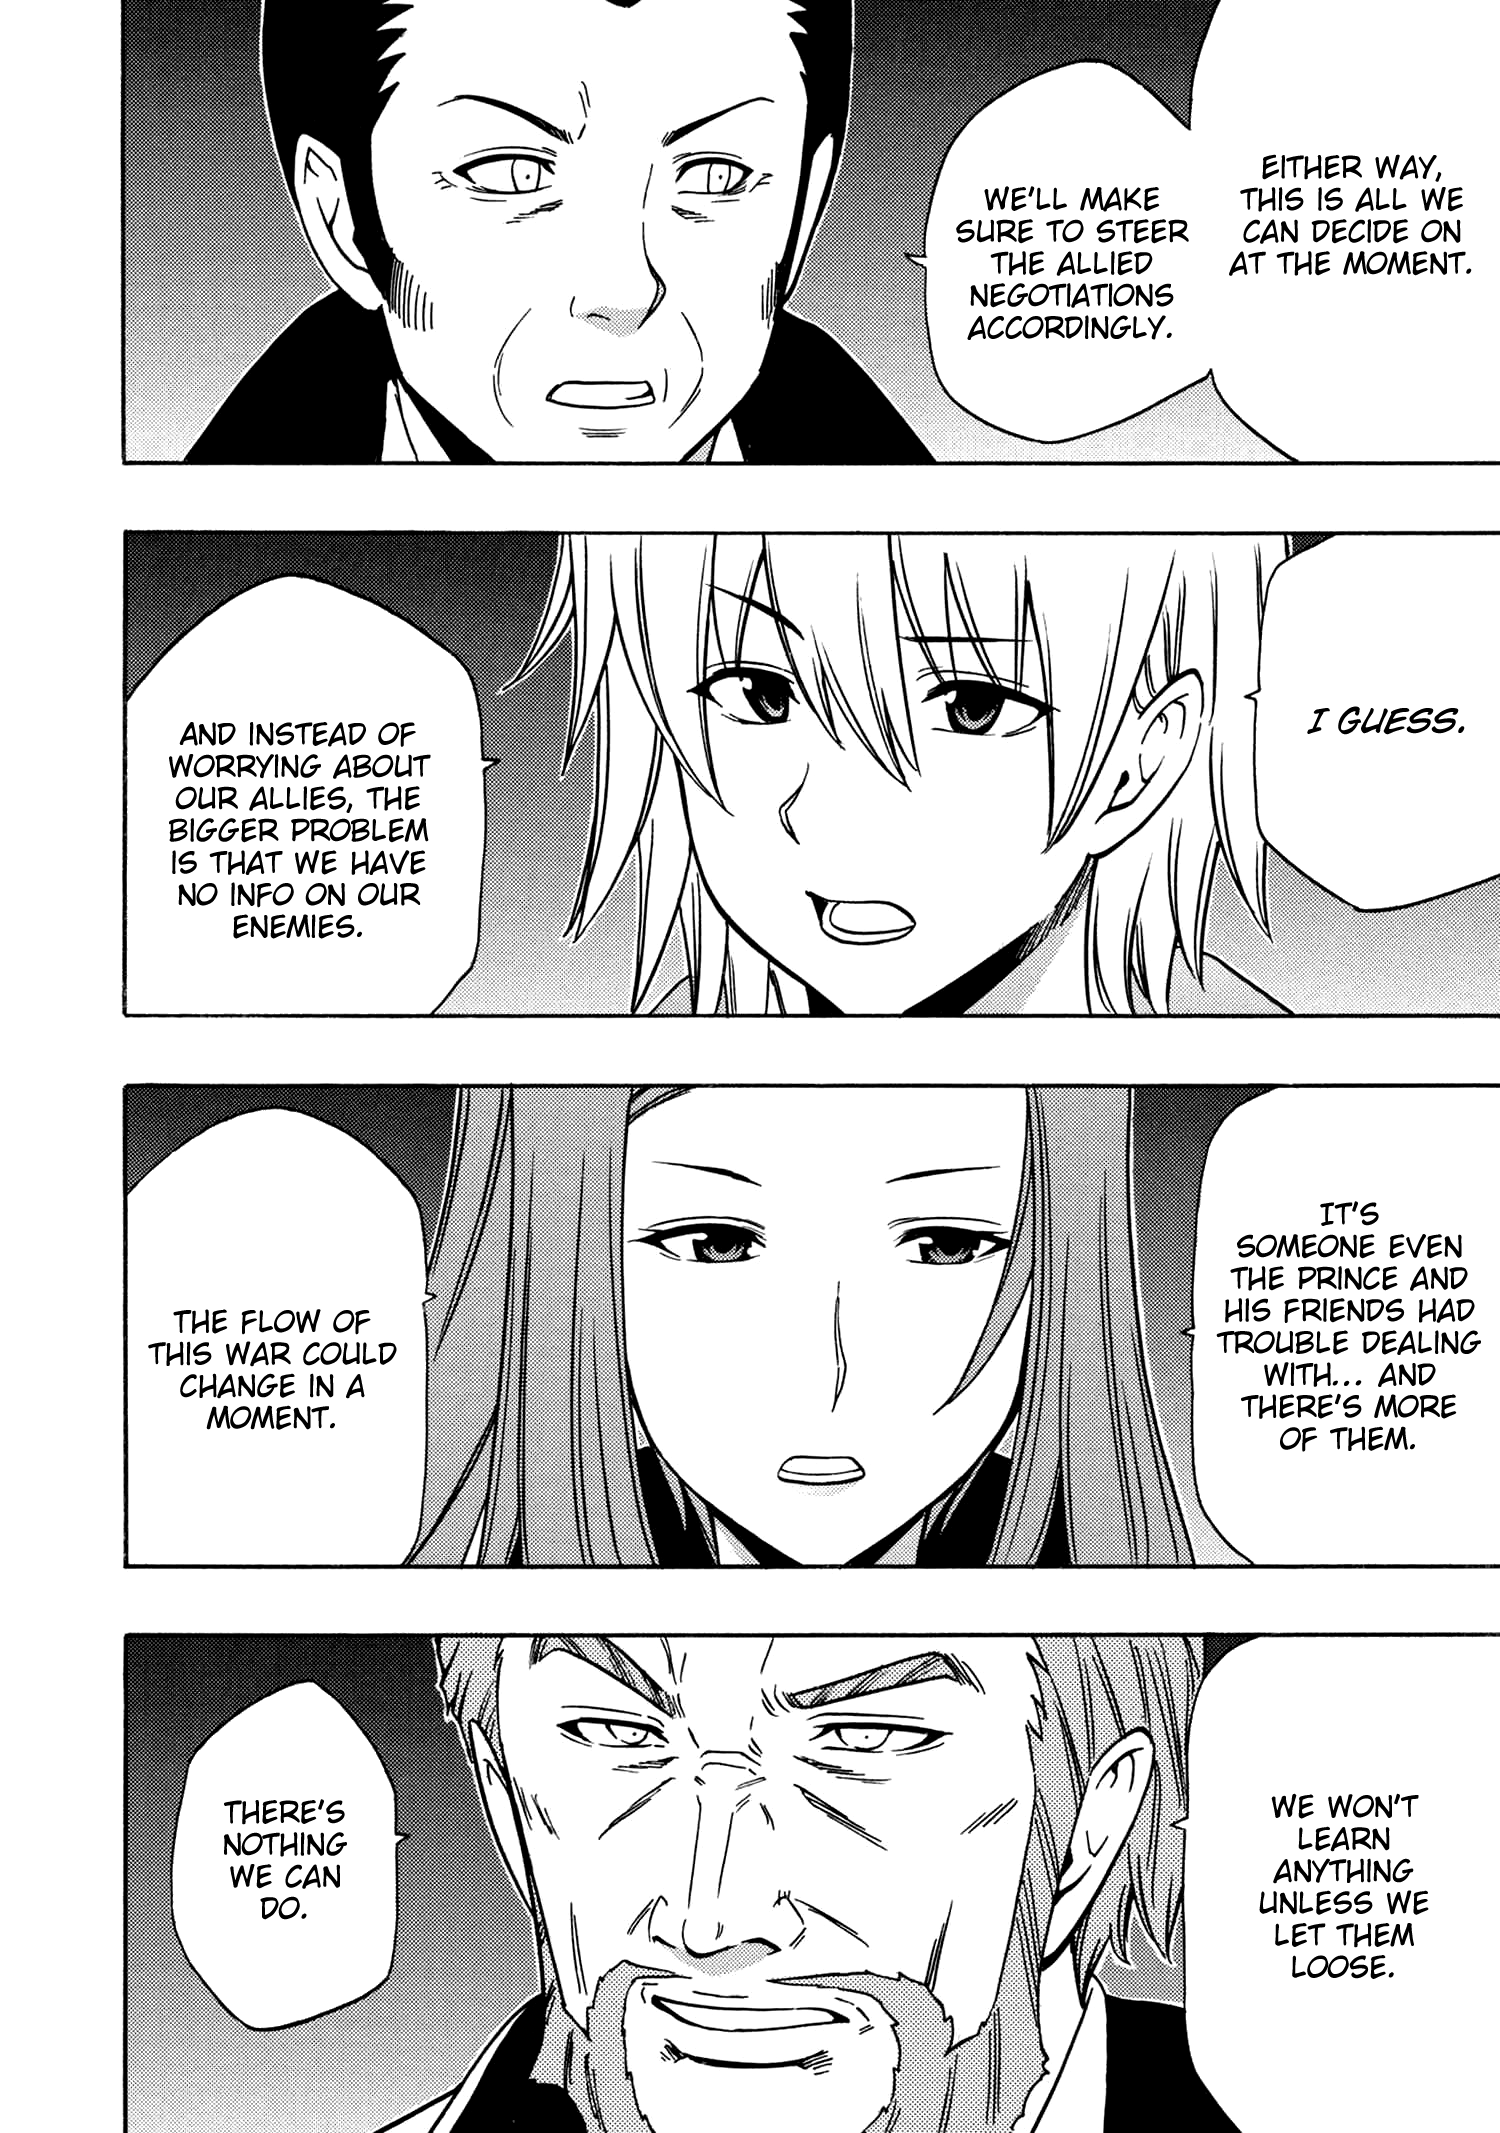 EITHER WAY,
THIS IS ALL WE
CAN DECIDE ON
AT THE MOMENT.
WE'LL MAKE
SURE TO STEER
THE ALLIED
NEGOTIATIONS
ACCORDINGLY.
I GUESS.
AND INSTEAD OF
WORRYING ABOUT
OUR ALLIES, THE
BIGGER PROBLEM
IS THAT WE HAVE
NO INFO ON OUR
ENEMIES.
IT'S
SOMEONE EVEN
THE PRINCE AND
HIS FRIENDS HAD
TROUBLE DEALING
WITH... AND
THERE'S MORE
OF THEM.
THE FLOW OF
THIS WAR COULD
CHANGE IN A
MOMENT.
WE WON'T
LEARN
ANYTHING
UNLESS WE
LET THEM
LOOSE.
THERE'S
NOTHING
WE CAN
DO.